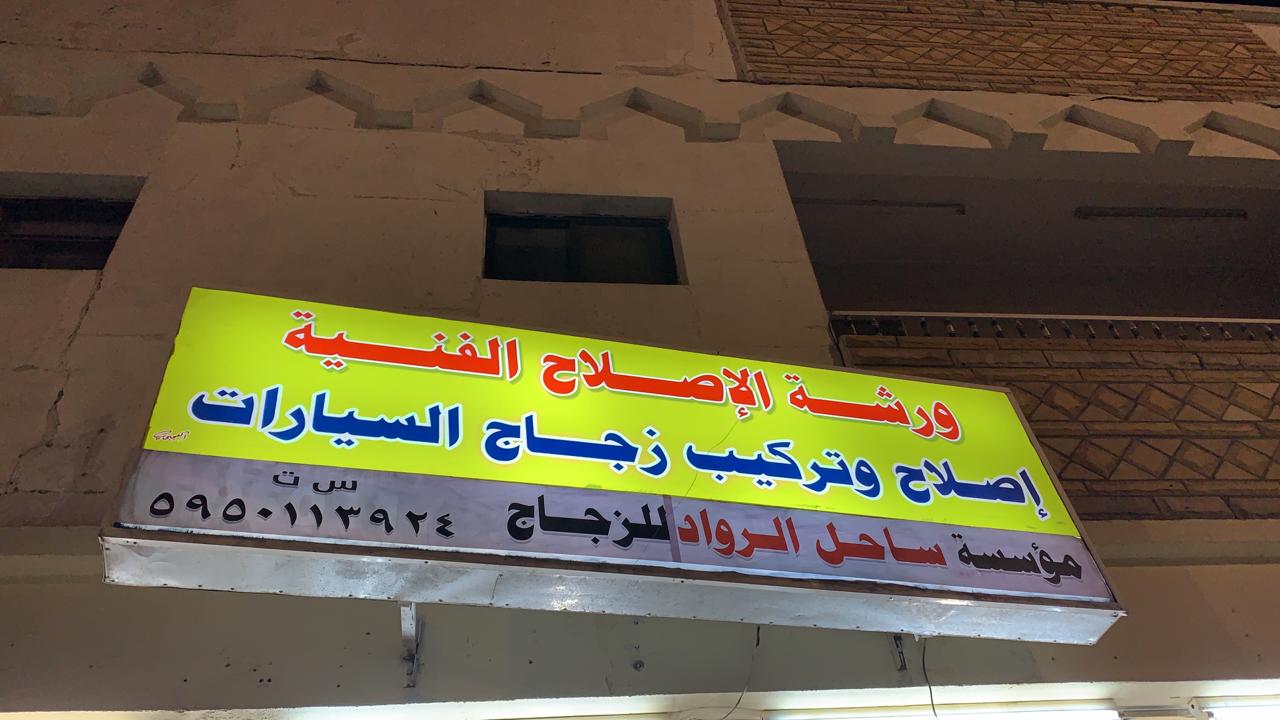 ورشة الإصلاح الفنية
إصلاح وتركيب زجاج السيارات
مؤسسة ساحل الرواد للزجاج
س ت
٥٩٥٠١١٣٩٢٤